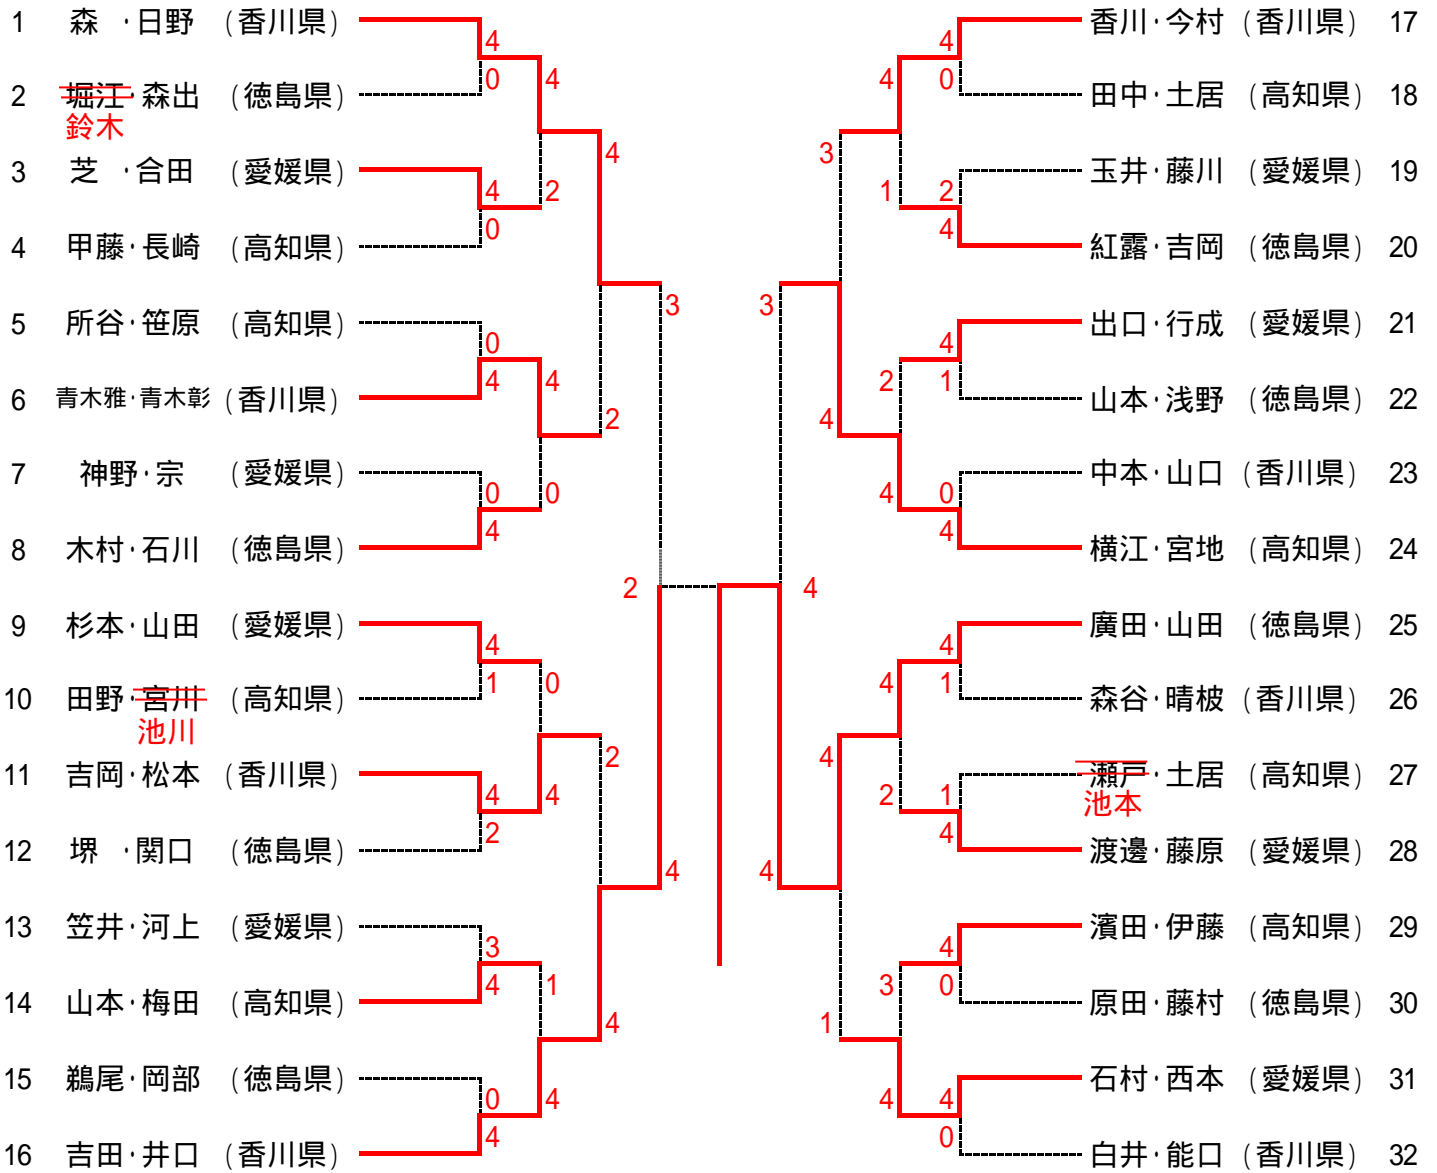 1 森 ・日野 (香川県)
4
0
4
2 堀江・森出 (徳島県)
鈴木
4
3 芝 ・合田 (愛媛県)
4
2
0
4 甲藤・長崎 (高知県)
3
5 所谷・笹原 (高知県)
0
4
4
6 青木雅・青木彰 (香川県)
2
7 神野・宗 (愛媛県)
0
0
4
8 木村・石川 (徳島県)
2
9 杉本・山田 (愛媛県)
4
1
0
10 田野・宮川 (高知県)
池川
2
11 吉岡・松本 (香川県)
4
4
2
12 堺 ・関口 (徳島県)
4
13 笠井・河上 (愛媛県)
3
4
1
14 山本・梅田 (高知県)
4
15 鵜尾・岡部 (徳島県)
0
4
4
16 吉田・井口 (香川県)
香川・今村 (香川県) 17
4
4
0
田中・土居 (高知県) 18
3
玉井・藤川 (愛媛県) 19
1
2
4
紅露・吉岡 (徳島県) 20
3
出口・行成 (愛媛県) 21
4
2
1
山本・浅野 (徳島県) 22
4
中本・山口 (香川県) 23
4
0
4
横江・宮地 (高知県) 24
4
廣田・山田 (徳島県) 25
4
4
1
森谷・晴枝 (香川県) 26
4
瀬戸・土居 (高知県) 27
池本
2
1
4
渡邊・藤原 (愛媛県) 28
4
濱田・伊藤 (高知県) 29
4
3
0
原田・藤村 (徳島県) 30
1
石村・西本 (愛媛県) 31
4
4
0
白井・能口 (香川県) 32